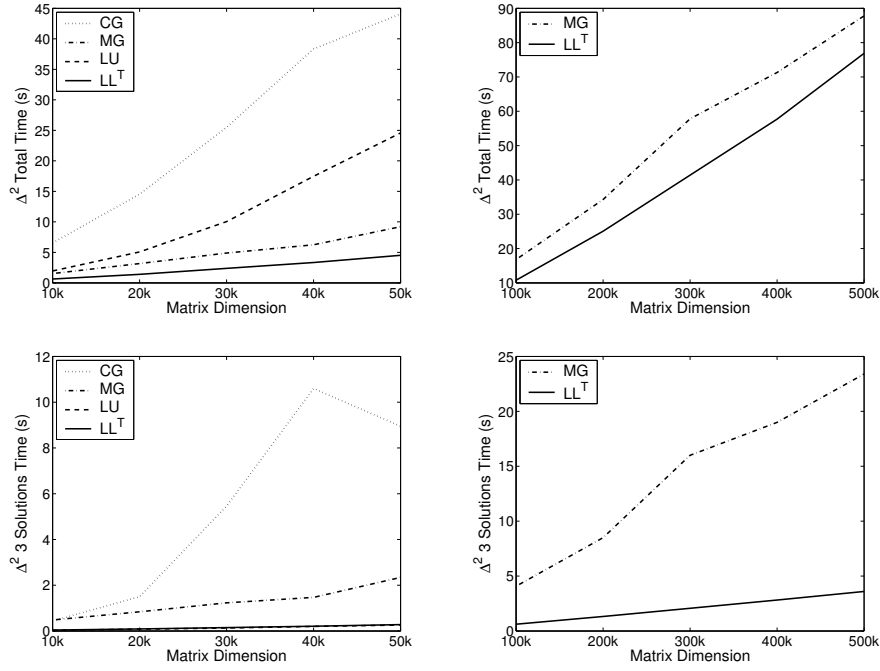 45
40
35
30
25
20
15
10
5
0
Δ² Total Time (s)
CG
MG
LU
LLᵀ
10k 20k 30k 40k 50k
Matrix Dimension
90
80
70
60
50
40
30
20
10
Δ² Total Time (s)
MG
LLᵀ
100k 200k 300k 400k 500k
Matrix Dimension
12
10
8
6
4
2
0
Δ² 3 Solutions Time (s)
CG
MG
LU
LLᵀ
10k 20k 30k 40k 50k
Matrix Dimension
25
20
15
10
5
0
Δ² 3 Solutions Time (s)
MG
LLᵀ
100k 200k 300k 400k 500k
Matrix Dimension